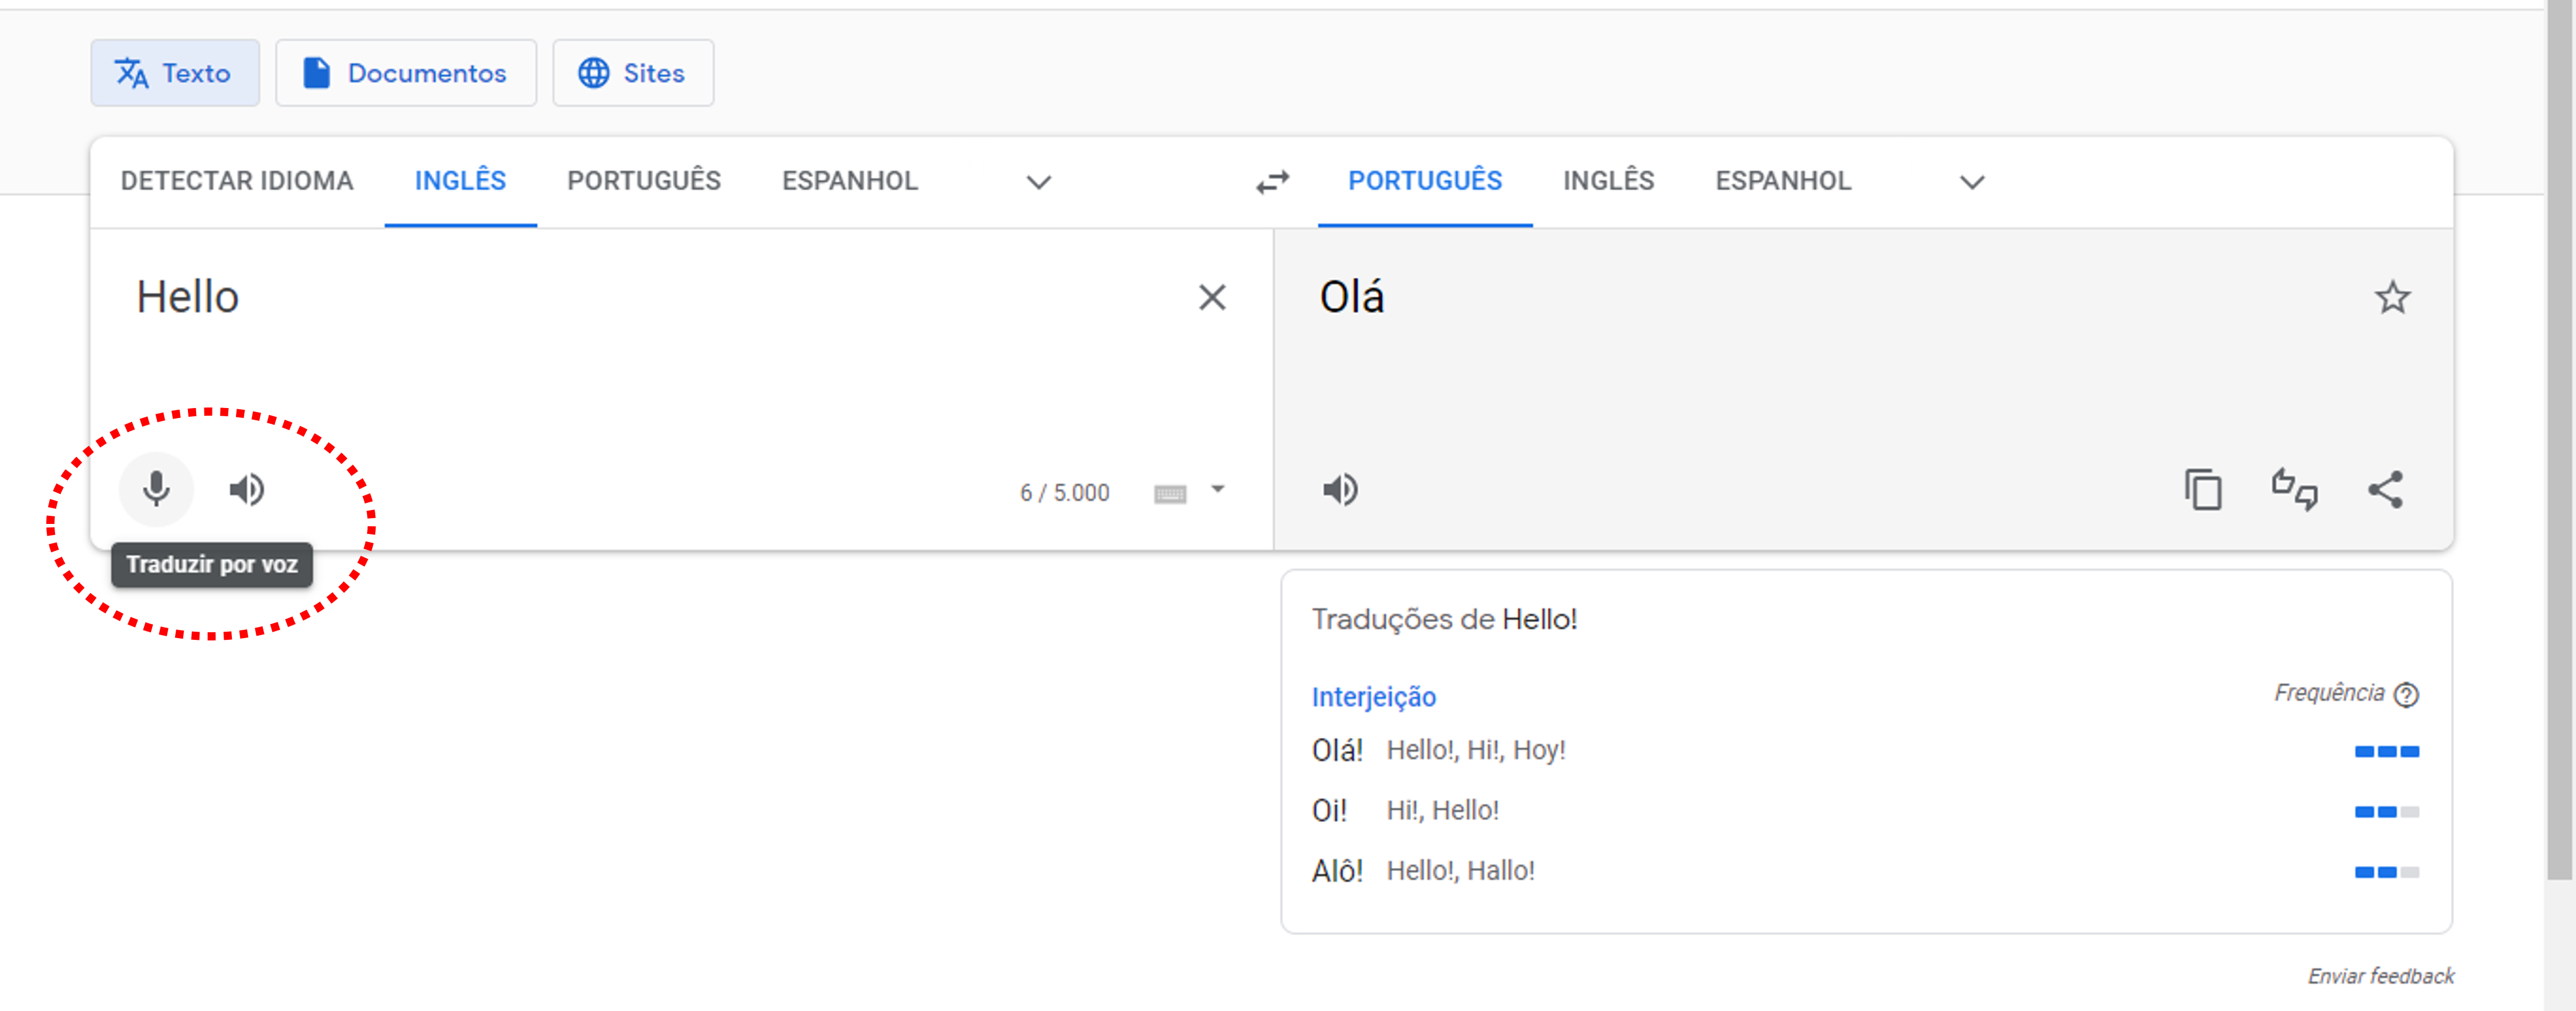 Texto Documentos Sites
DETECTAR IDIOMA INGLÊS PORTUGUÊS ESPANHOL PORTUGUÊS INGLÊS ESPANHOL
Hello
Olá
6 / 5.000
Traduzir por voz
Traduções de Hello!
Interjeição Frequência
Olá! Hello!, Hi!, Hoy!
Oi! Hi!, Hello!
Alô! Hello!, Hallo!
Enviar feedback